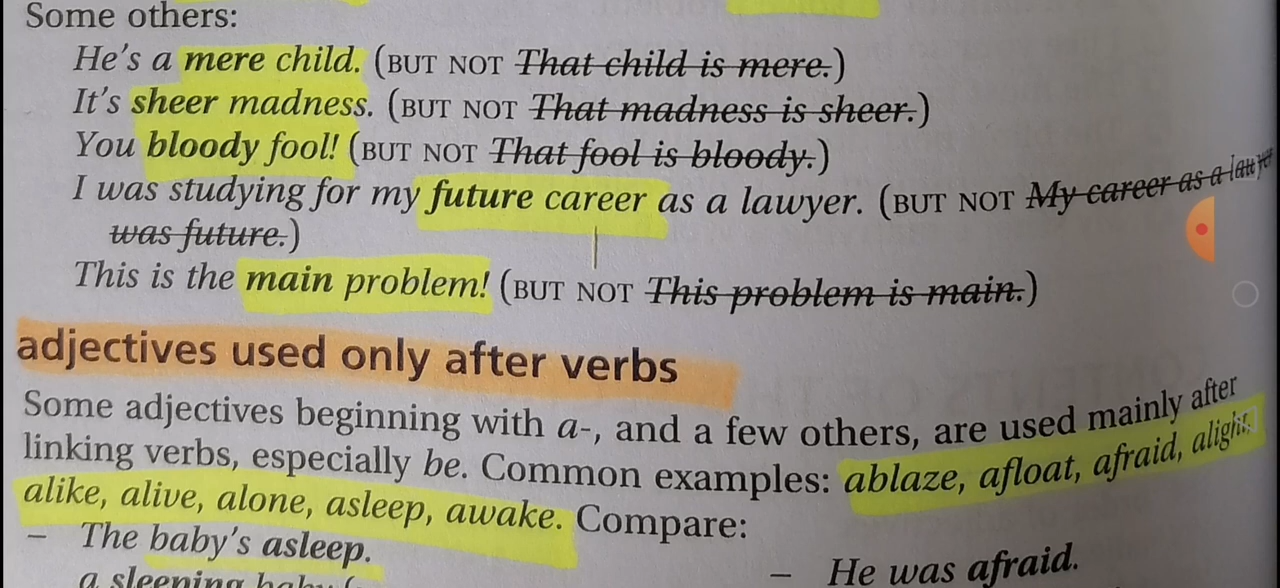 Some others:
He's a mere child. (BUT NOT That child is mere.)
It's sheer madness. (BUT NOT That madness is sheer.)
You bloody fool! (BUT NOT That fool is bloody.)
I was studying for my future career as a lawyer. (BUT NOT My career as a lawyer
was future.)
This is the main problem! (BUT NOT This problem is main.)
adjectives used only after verbs
Some adjectives beginning with a-, and a few others, are used mainly after
linking verbs, especially be. Common examples: ablaze, afloat, afraid, alight,
alike, alive, alone, asleep, awake. Compare:
– The baby's asleep.
– He was afraid.
a sleeping baby (